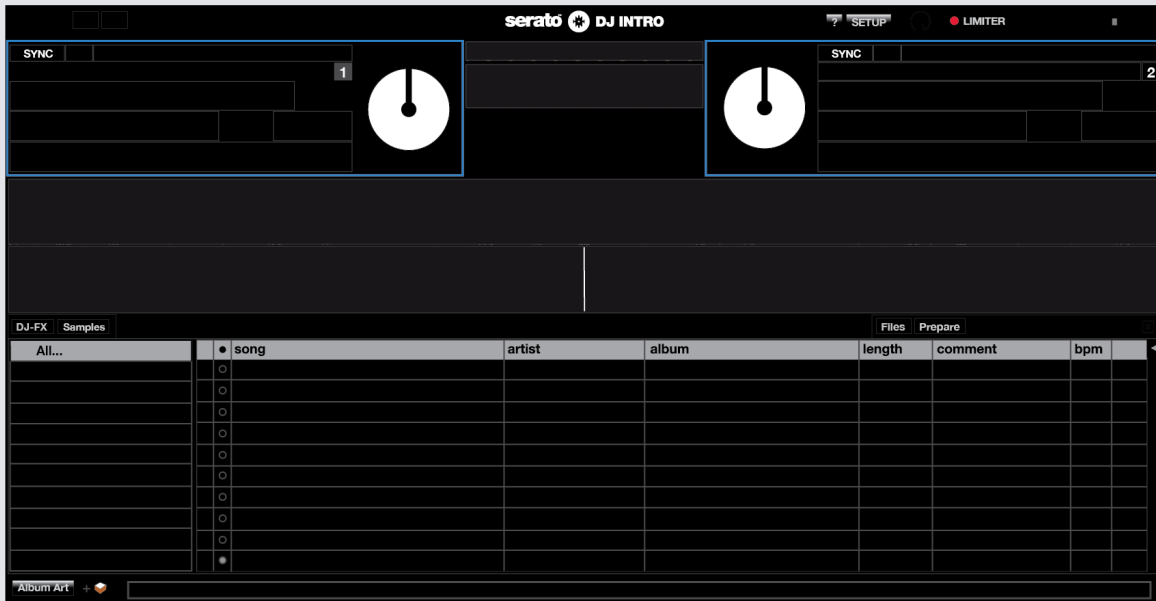 serato DJ INTRO ? SETUP LIMITER
SYNC SYNC
1 2
DJ-FX Samples Files Prepare
All... song artist album length comment bpm
Album Art +